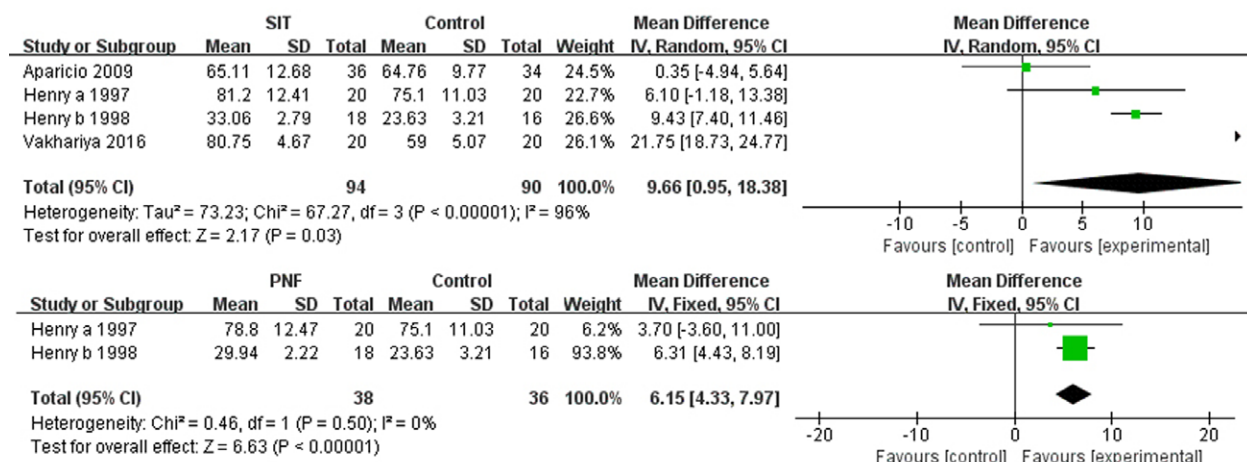 SIT Control Mean Difference Mean Difference
Study or Subgroup Mean SD Total Mean SD Total Weight IV, Random, 95% CI IV, Random, 95% CI
Aparicio 2009 65.11 12.68 36 64.76 9.77 34 24.5% 0.35 [-4.94, 5.64]
Henry a 1997 81.2 12.41 20 75.1 11.03 20 22.7% 6.10 [-1.18, 13.38]
Henry b 1998 33.06 2.79 18 23.63 3.21 16 26.6% 9.43 [7.40, 11.46]
Vakhariya 2016 80.75 4.67 20 59 5.07 20 26.1% 21.75 [18.73, 24.77]
Total (95% CI) 94 90 100.0% 9.66 [0.95, 18.38]
Heterogeneity: Tau² = 73.23; Chi² = 67.27, df = 3 (P < 0.00001); I² = 96%
Test for overall effect: Z = 2.17 (P = 0.03)
-10 -5 0 5 10
Favours [control] Favours [experimental]
PNF Control Mean Difference Mean Difference
Study or Subgroup Mean SD Total Mean SD Total Weight IV, Fixed, 95% CI IV, Fixed, 95% CI
Henry a 1997 78.8 12.47 20 75.1 11.03 20 6.2% 3.70 [-3.60, 11.00]
Henry b 1998 29.94 2.22 18 23.63 3.21 16 93.8% 6.31 [4.43, 8.19]
Total (95% CI) 38 36 100.0% 6.15 [4.33, 7.97]
Heterogeneity: Chi² = 0.46, df = 1 (P = 0.50); I² = 0%
Test for overall effect: Z = 6.63 (P < 0.00001)
-20 -10 0 10 20
Favours [control] Favours [experimental]